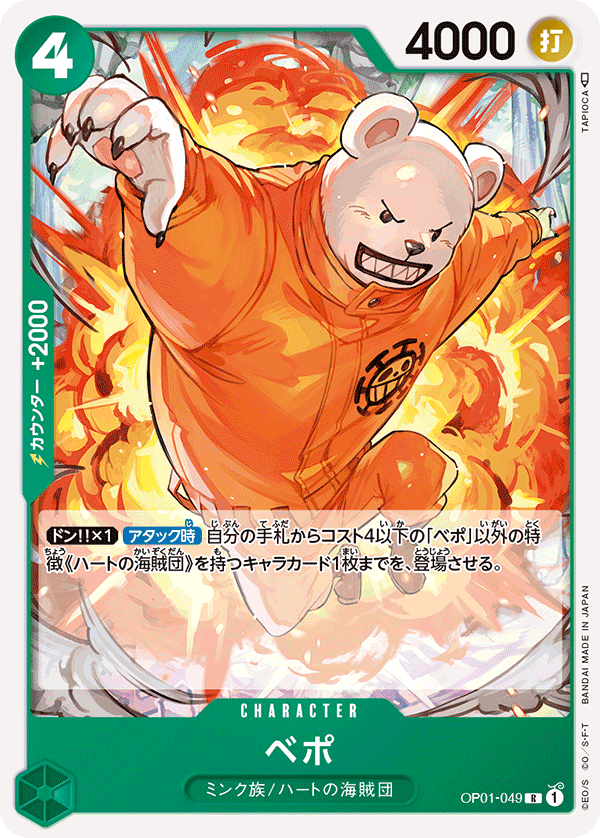 4
4000
打
TAPIOCA
カウンター +2000
ドン!!×1 アタック時 自分の手札からコスト4以下の「ベポ」以外の特
徴《ハートの海賊団》を持つキャラカード1枚までを、登場させる。
CHARACTER
ベポ
ミンク族/ハートの海賊団
OP01-049 R 1
©E.O/S ©O/S・F・T BANDAI MADE IN JAPAN